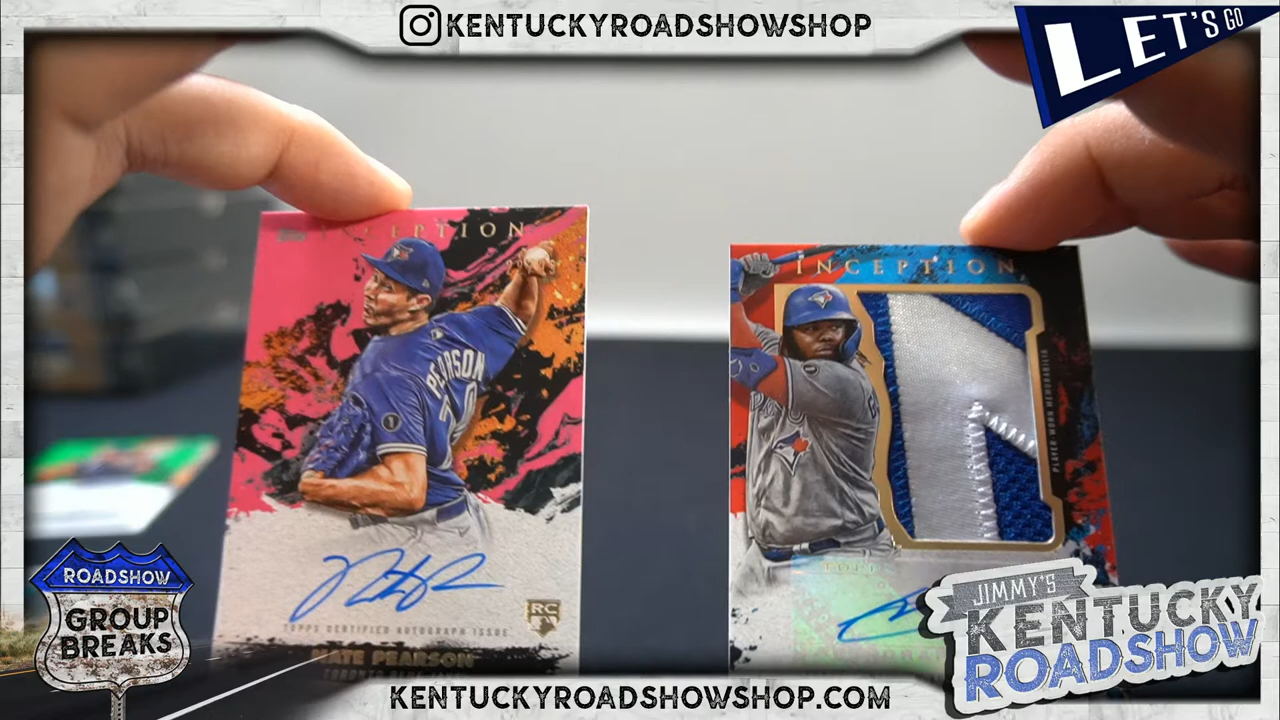 KENTUCKYROADSHOWSHOP
LET'S GO
INCEPTION
PEARSON
TOPPS CERTIFIED AUTOGRAPH ISSUE
RC
NATE PEARSON
INCEPTION
PLAYER-WORN MEMORABILIA
ROADSHOW
GROUP
BREAKS
JIMMY'S
KENTUCKY
ROADSHOW
KENTUCKYROADSHOWSHOP.COM